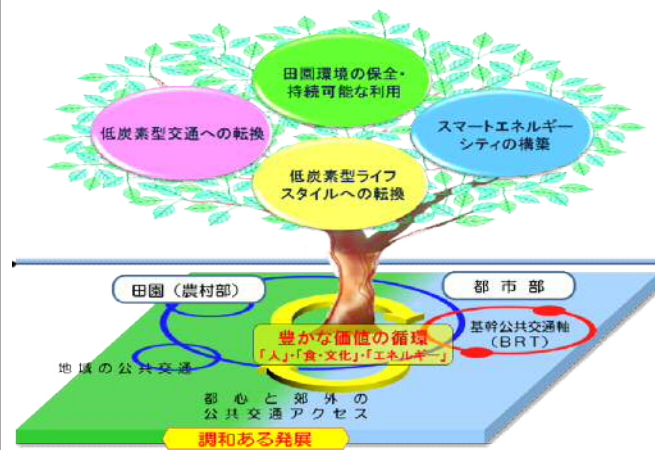 田園環境の保全・
持続可能な利用
低炭素型交通への転換
スマートエネルギー
シティの構築
低炭素型ライフ
スタイルへの転換
田園（農村部）
都市部
豊かな価値の循環
「人」・「食・文化」・「エネルギー」
基幹公共交通軸
（BRT）
地域の公共交通
都心と郊外の
公共交通アクセス
調和ある発展